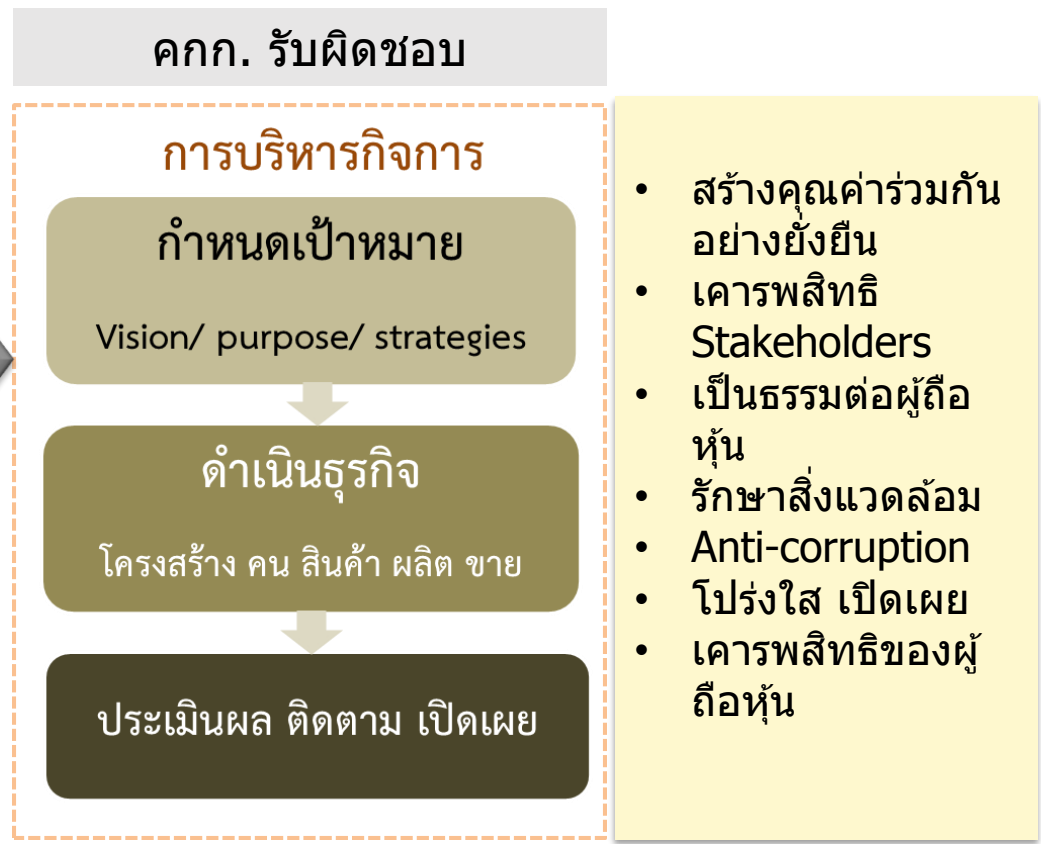 คกก. รับผิดชอบ
การบริหารกิจการ
กำหนดเป้าหมาย
Vision/ purpose/ strategies
ดำเนินธุรกิจ
โครงสร้าง คน สินค้า ผลิต ขาย
ประเมินผล ติดตาม เปิดเผย
• สร้างคุณค่าร่วมกัน
อย่างยั่งยืน
• เคารพสิทธิ
Stakeholders
• เป็นธรรมต่อผู้ถือ
หุ้น
• รักษาสิ่งแวดล้อม
• Anti-corruption
• โปร่งใส เปิดเผย
• เคารพสิทธิของผู้
ถือหุ้น